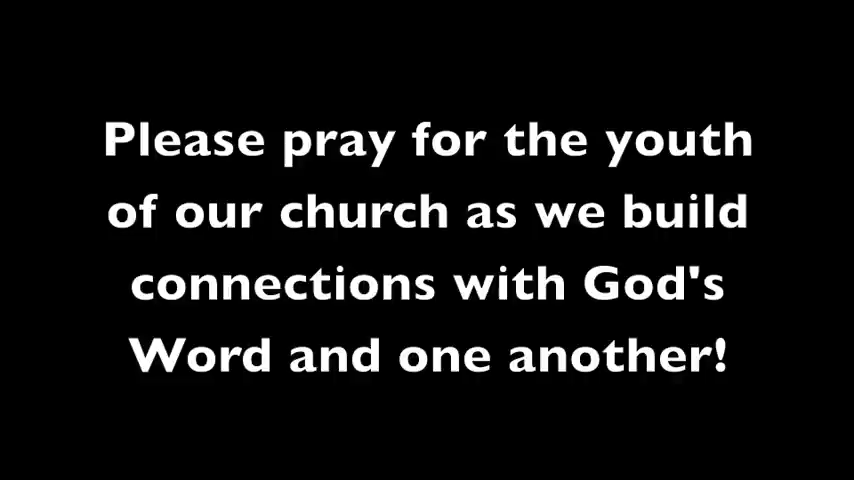 Please pray for the youth
of our church as we build
connections with God's
Word and one another!